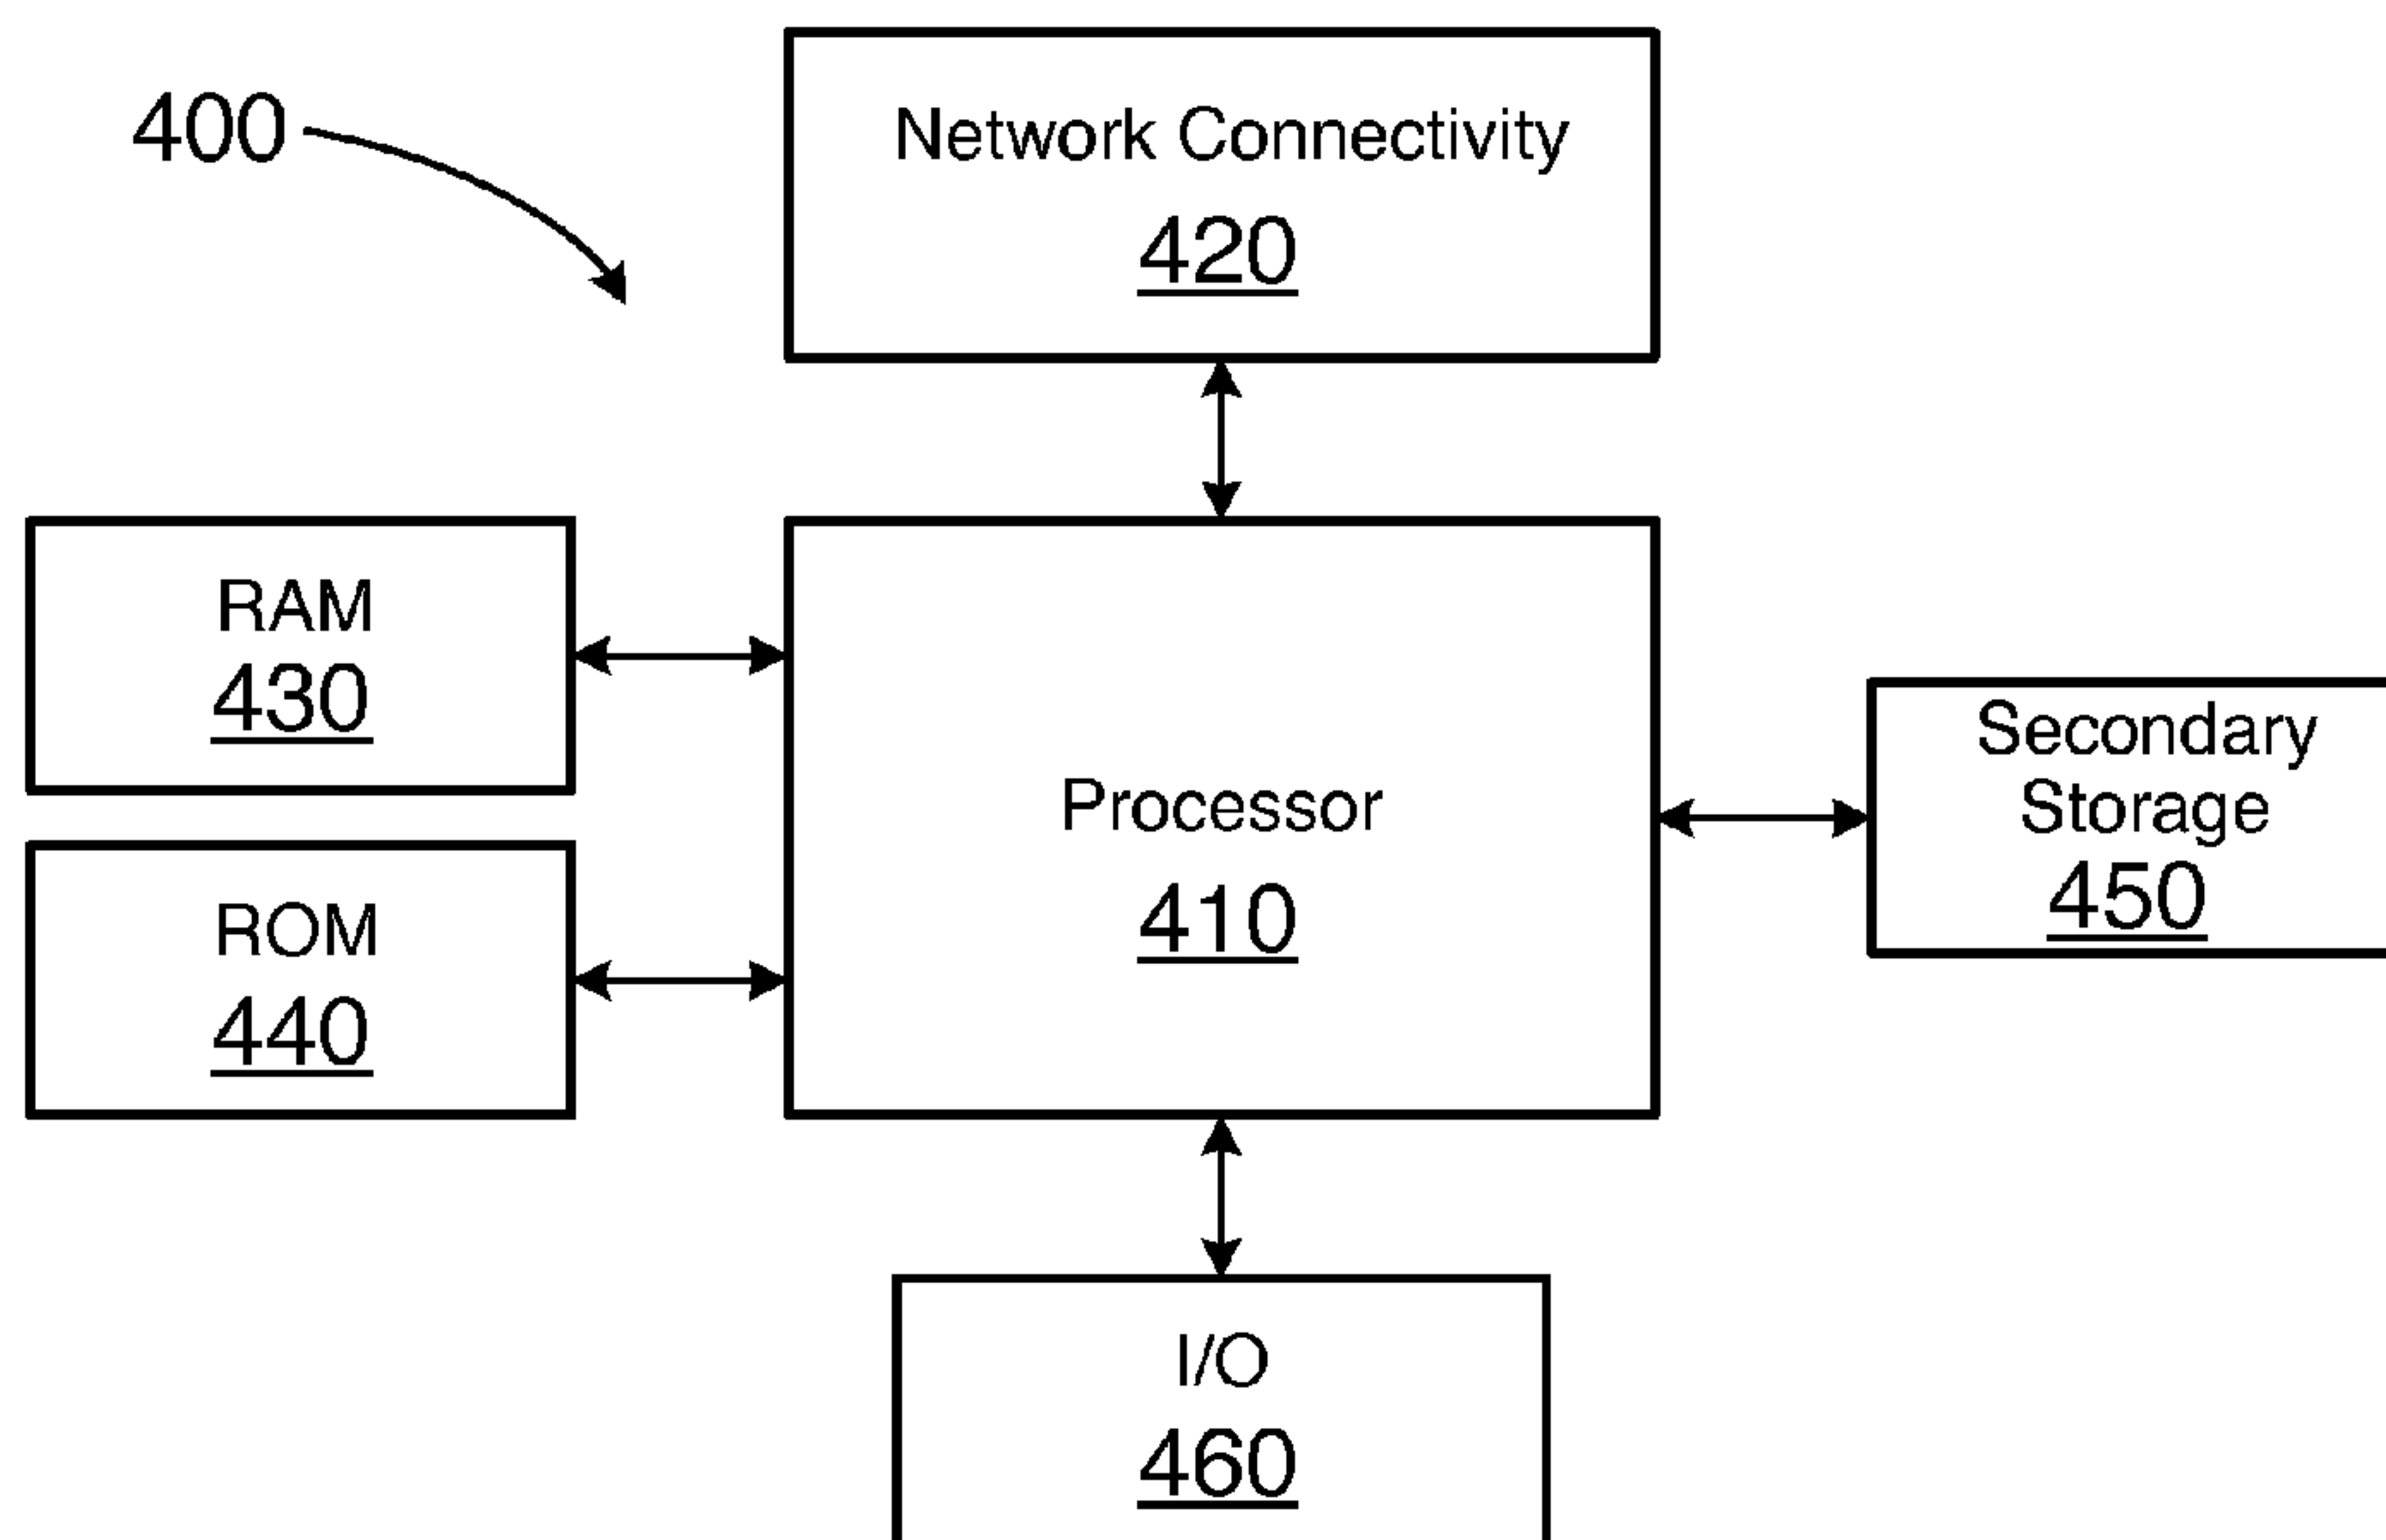 400
Network Connectivity
420
RAM
430
Processor
410
Secondary
Storage
450
ROM
440
I/O
460